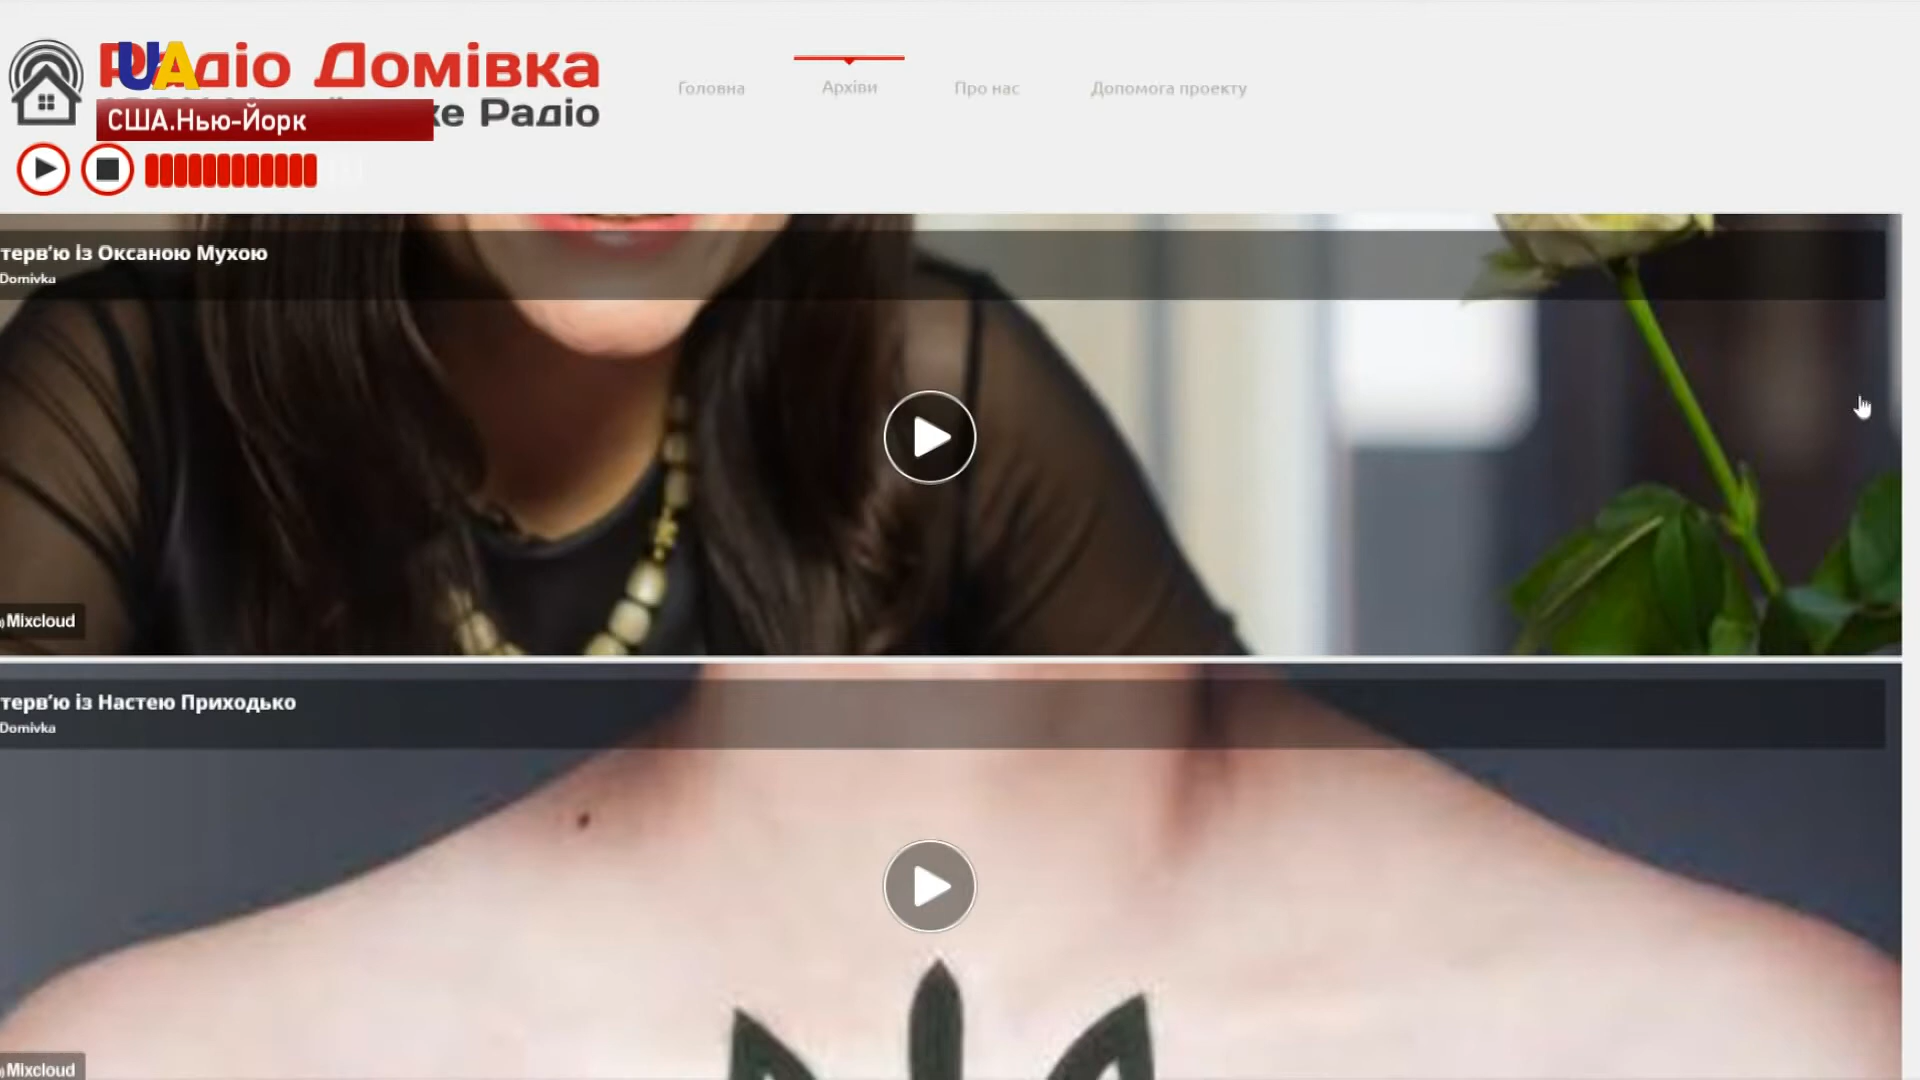 Радіо Домівка
UA
ке Радіо
США.Нью-Йорк
Головна
Архіви
Про нас
Допомога проекту
терв'ю із Оксаною Мухою
Domivka
Mixcloud
терв'ю із Настею Приходько
Domivka
Mixcloud